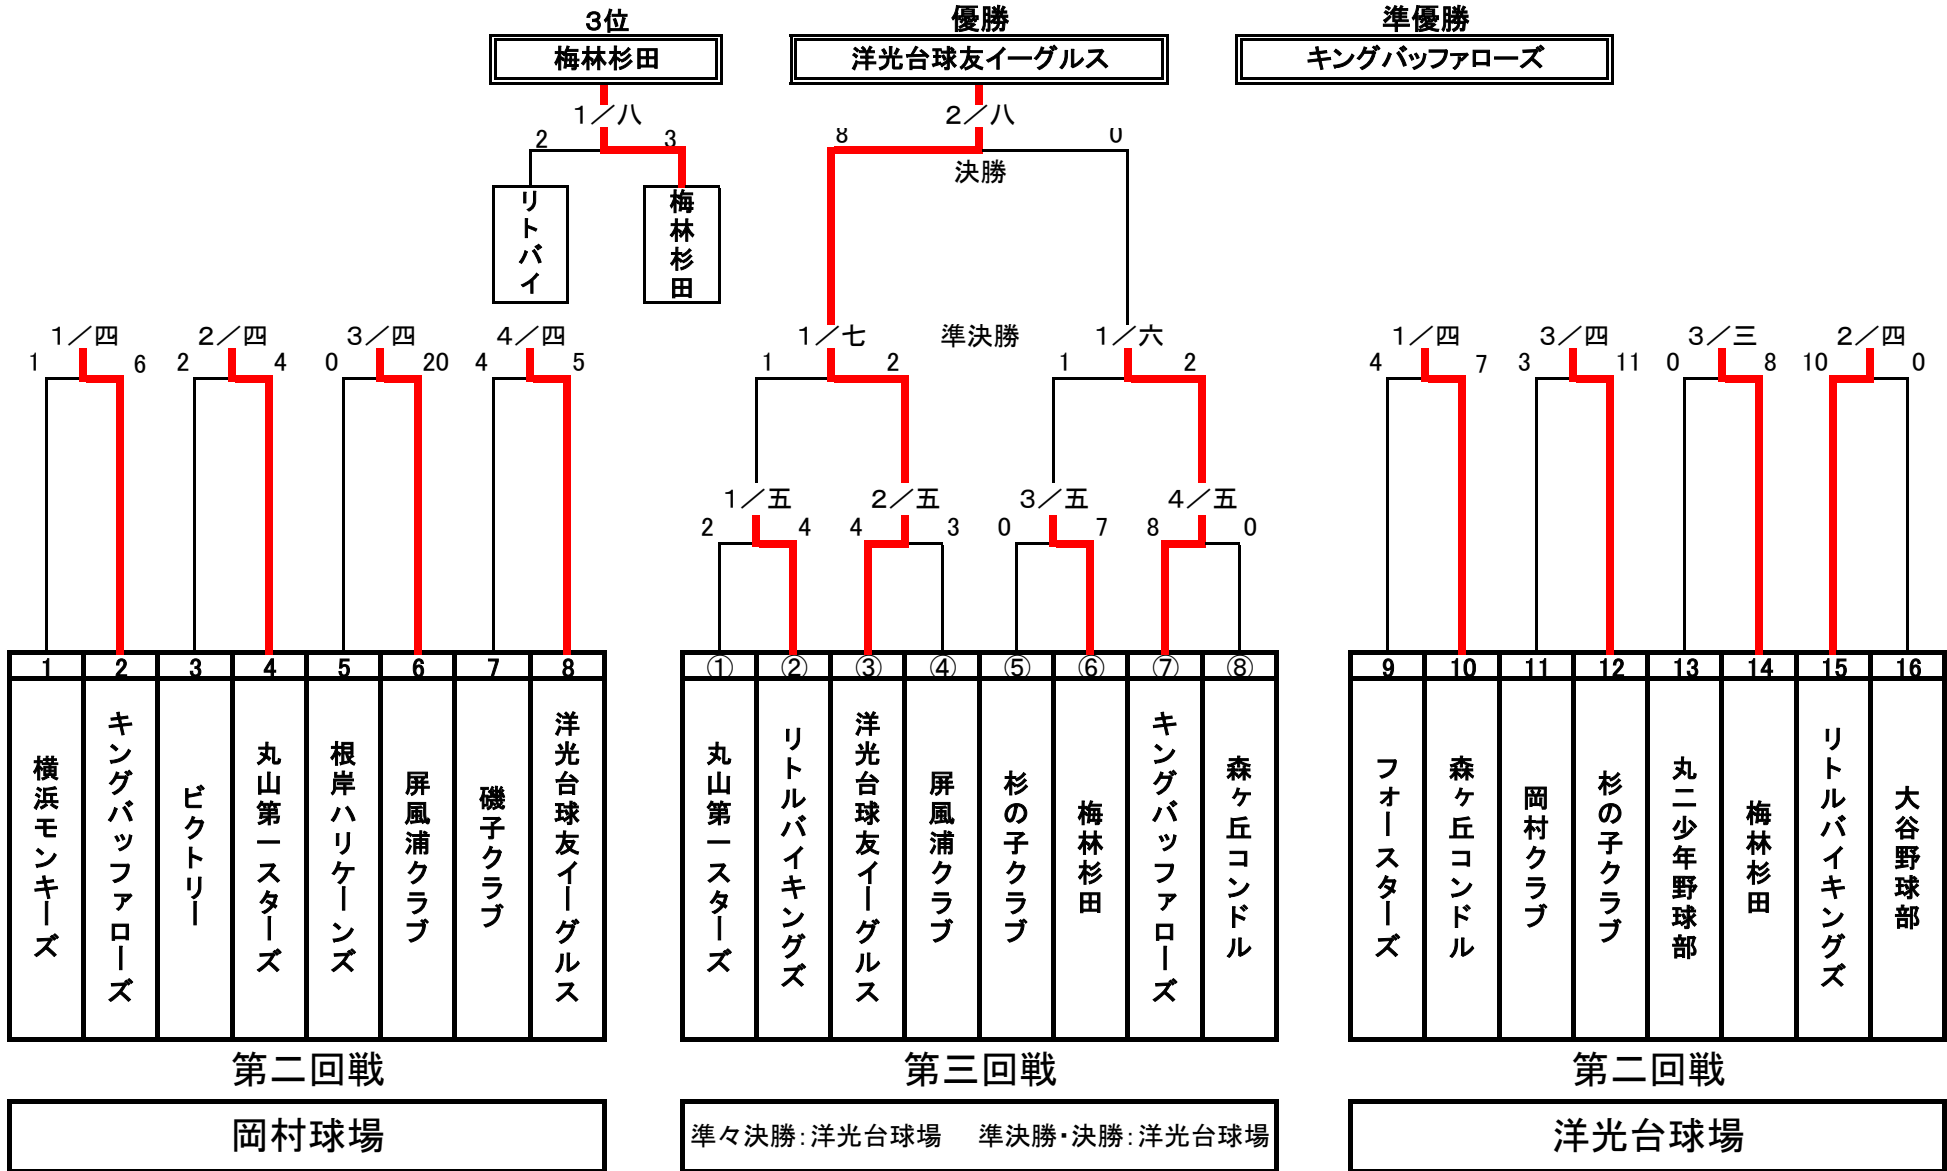 3位
優勝
準優勝
梅林杉田
洋光台球友イーグルス
キングバッファローズ
1／八
2／八
2 3
8 0
決勝
リトバイ
梅林杉田
1／四 2／四 3／四 4／四
1 6 2 4 0 20 4 5
1／七 準決勝 1／六
1 2 1 2
1／四 3／四 3／三 2／四
4 7 3 11 0 8 10 0
1／五 2／五 3／五 4／五
2 4 4 3 0 7 8 0
1 2 3 4 5 6 7 8
横浜モンキーズ
キングバッファローズ
ビクトリー
丸山第一スターズ
根岸ハリケーンズ
屏風浦クラブ
磯子クラブ
洋光台球友イーグルス
第二回戦
岡村球場
① ② ③ ④ ⑤ ⑥ ⑦ ⑧
丸山第一スターズ
リトルバイキングズ
洋光台球友イーグルス
屏風浦クラブ
杉の子クラブ
梅林杉田
キングバッファローズ
森ヶ丘コンドル
第三回戦
準々決勝：洋光台球場　準決勝・決勝：洋光台球場
9 10 11 12 13 14 15 16
フオースターズ
森ヶ丘コンドル
岡村クラブ
杉の子クラブ
丸二少年野球部
梅林杉田
リトルバイキングズ
大谷野球部
第二回戦
洋光台球場